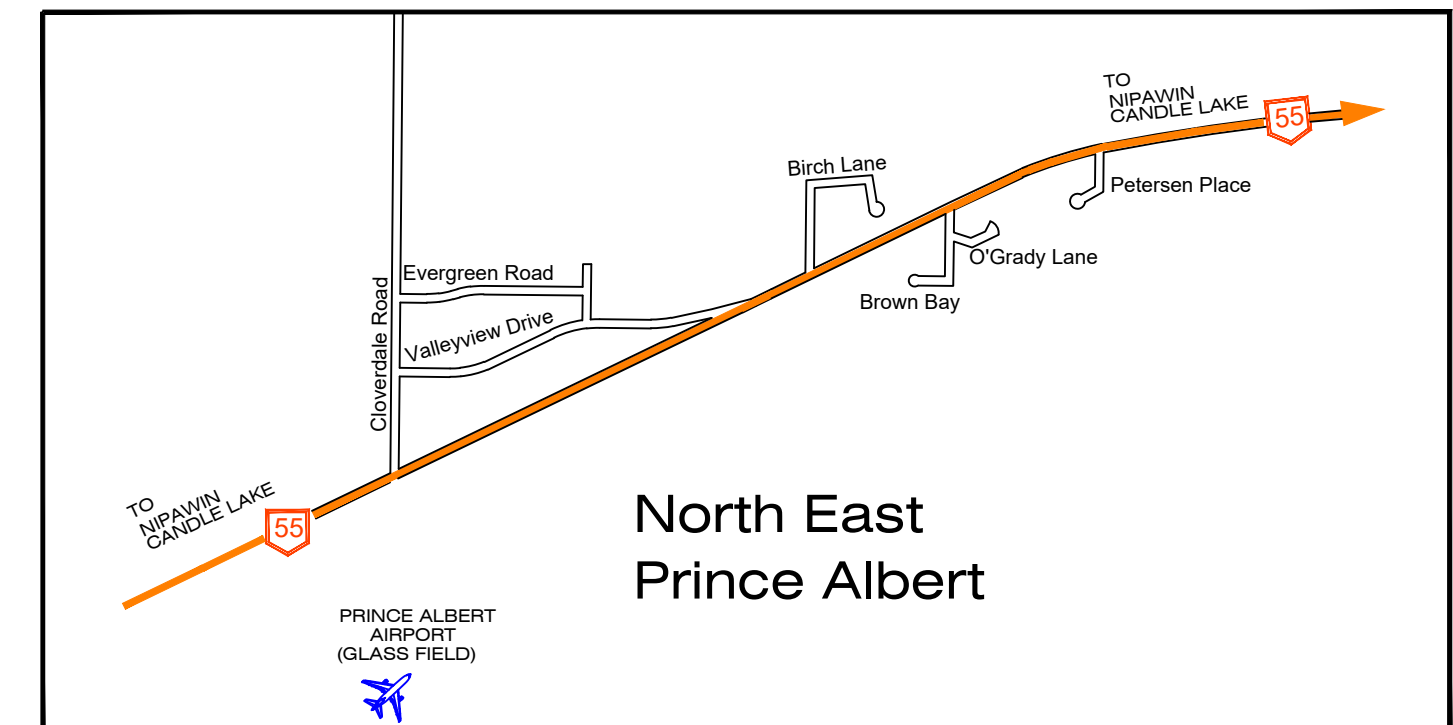 TO
NIPAWIN
CANDLE LAKE
55
Birch Lane
Petersen Place
O'Grady Lane
Brown Bay
Evergreen Road
Valleyview Drive
Cloverdale Road
TO
NIPAWIN
CANDLE LAKE
55
North East
Prince Albert
PRINCE ALBERT
AIRPORT
(GLASS FIELD)